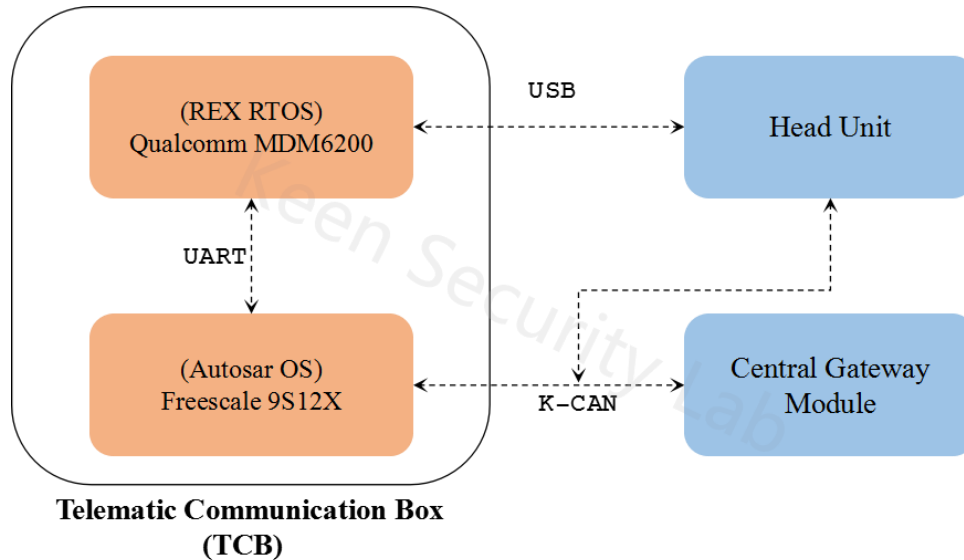 (REX RTOS)
Qualcomm MDM6200
USB
Head Unit
UART
(Autosar OS)
Freescale 9S12X
K-CAN
Central Gateway
Module
Keen Security Lab
Telematic Communication Box
(TCB)